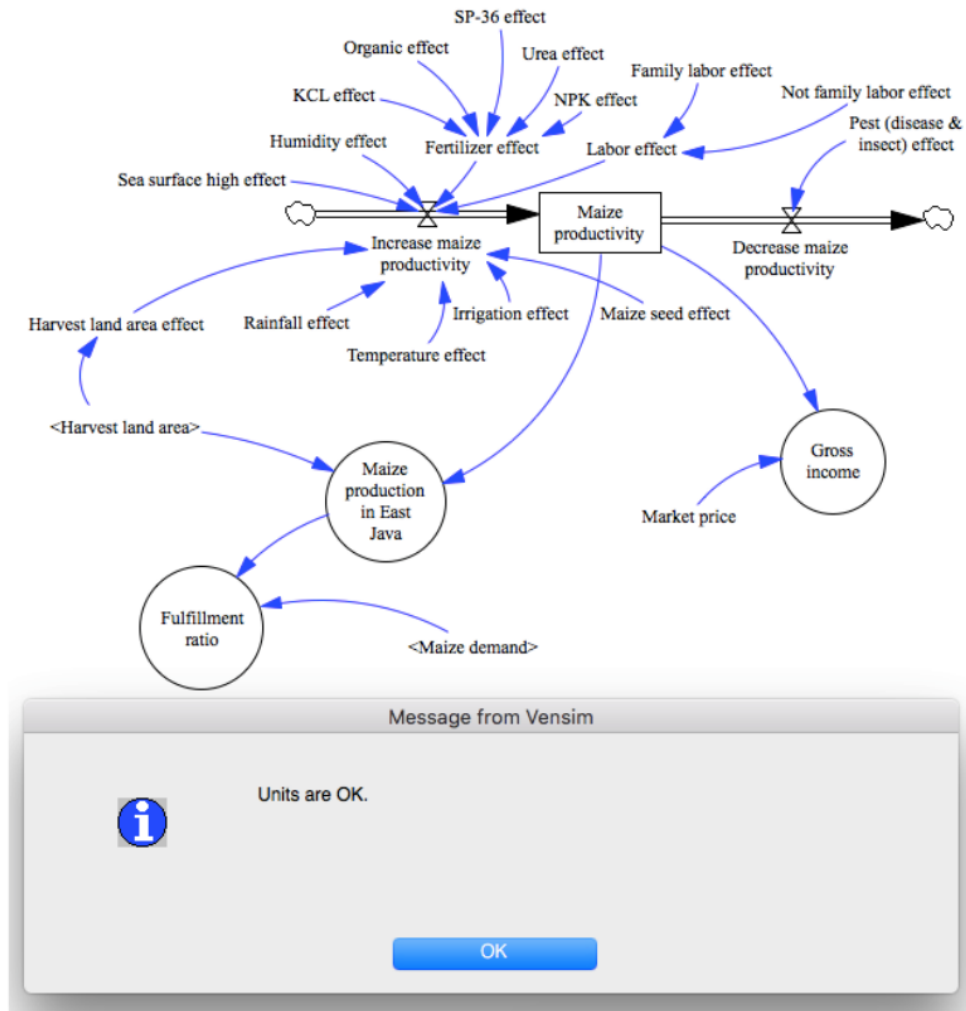 SP-36 effect
Organic effect
Urea effect
Family labor effect
KCL effect
NPK effect
Not family labor effect
Humidity effect
Fertilizer effect
Labor effect
Pest (disease &
insect) effect
Sea surface high effect
Maize
productivity
Increase maize
productivity
Decrease maize
productivity
Harvest land area effect
Rainfall effect
Irrigation effect
Maize seed effect
Temperature effect
<Harvest land area>
Maize
production
in East
Java
Gross
income
Market price
Fulfillment
ratio
<Maize demand>
Message from Vensim
Units are OK.
OK